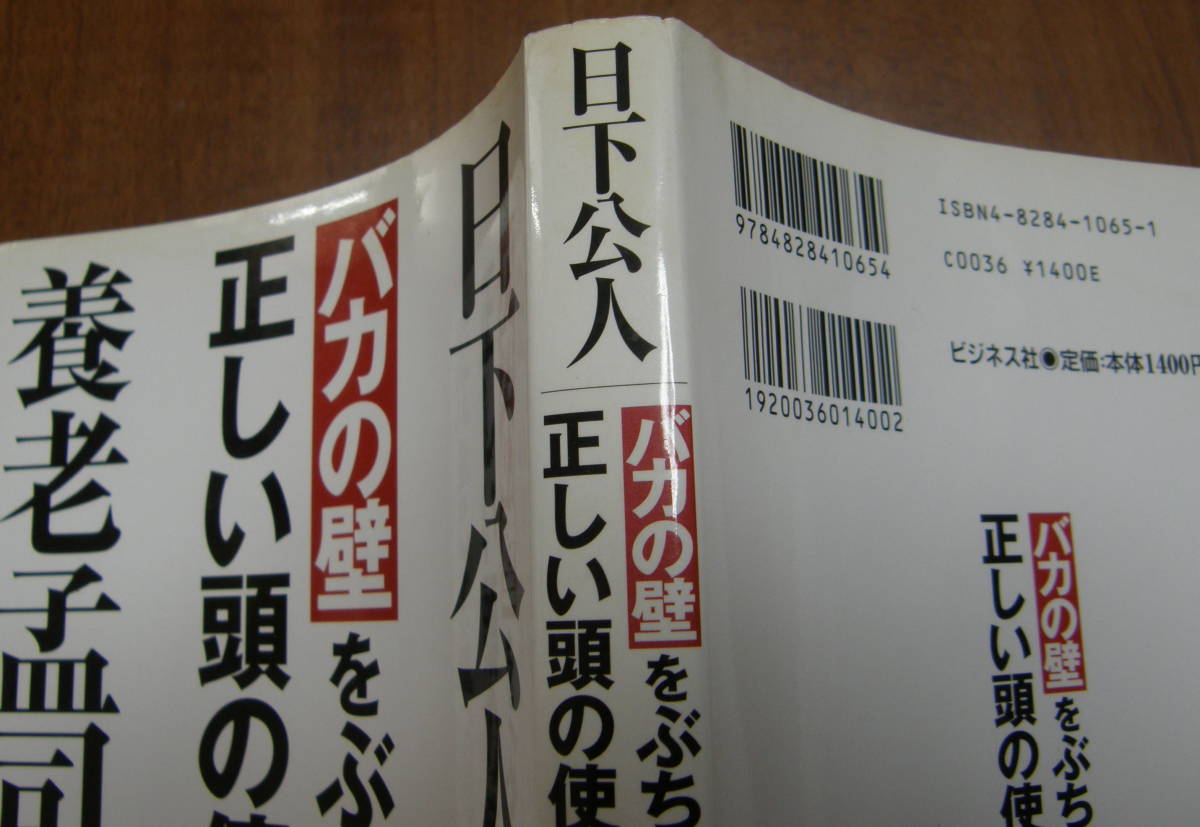 日下公人
バカの壁をぶ
正しい頭の使
養老孟司
日下公人
バカの壁をぶち
正しい頭の使
9784828410654
ISBN4-8284-1065-1
C0036 ¥1400E
1920036014002
ビジネス社◉定価:本体1400円
バカの壁をぶち
正しい頭の使